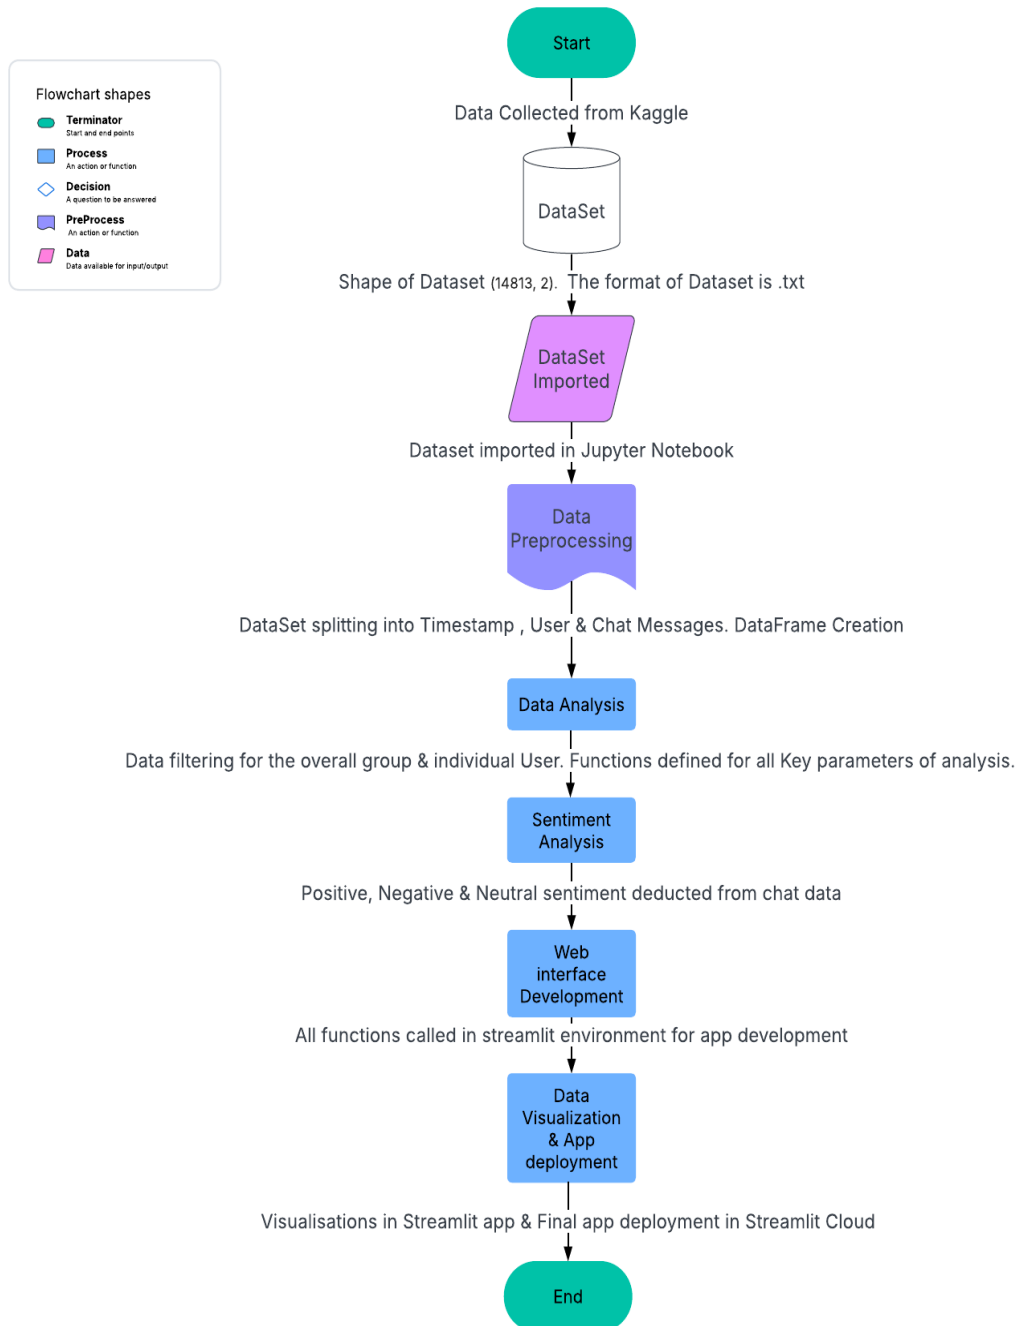 Start
Flowchart shapes
Terminator
Start and end points
Process
An action or function
Decision
A question to be answered
PreProcess
An action or function
Data
Data available for input/output
Data Collected from Kaggle
DataSet
Shape of Dataset (14813, 2). The format of Dataset is .txt
DataSet
Imported
Dataset imported in Jupyter Notebook
Data
Preprocessing
DataSet splitting into Timestamp , User & Chat Messages. DataFrame Creation
Data Analysis
Data filtering for the overall group & individual User. Functions defined for all Key parameters of analysis.
Sentiment
Analysis
Positive, Negative & Neutral sentiment deducted from chat data
Web
interface
Development
All functions called in streamlit environment for app development
Data
Visualization
& App
deployment
Visualisations in Streamlit app & Final app deployment in Streamlit Cloud
End